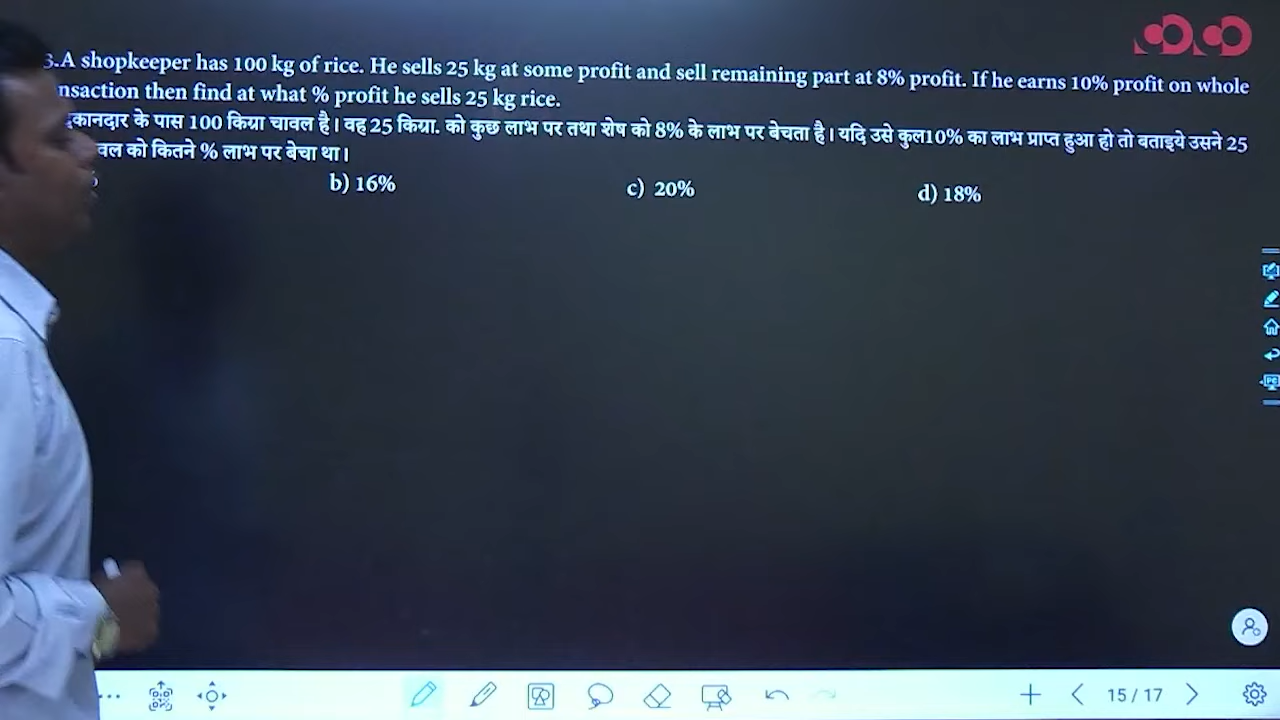 3.A shopkeeper has 100 kg of rice. He sells 25 kg at some profit and sell remaining part at 8% profit. If he earns 10% profit on whole
nsaction then find at what % profit he sells 25 kg rice.
कानदार के पास 100 किग्रा चावल है। वह 25 किग्रा. को कुछ लाभ पर तथा शेष को 8% के लाभ पर बेचता है। यदि उसे कुल10% का लाभ प्राप्त हुआ हो तो बताइये उसने 25
वल को कितने % लाभ पर बेचा था।
b) 16% c) 20% d) 18%
15 / 17